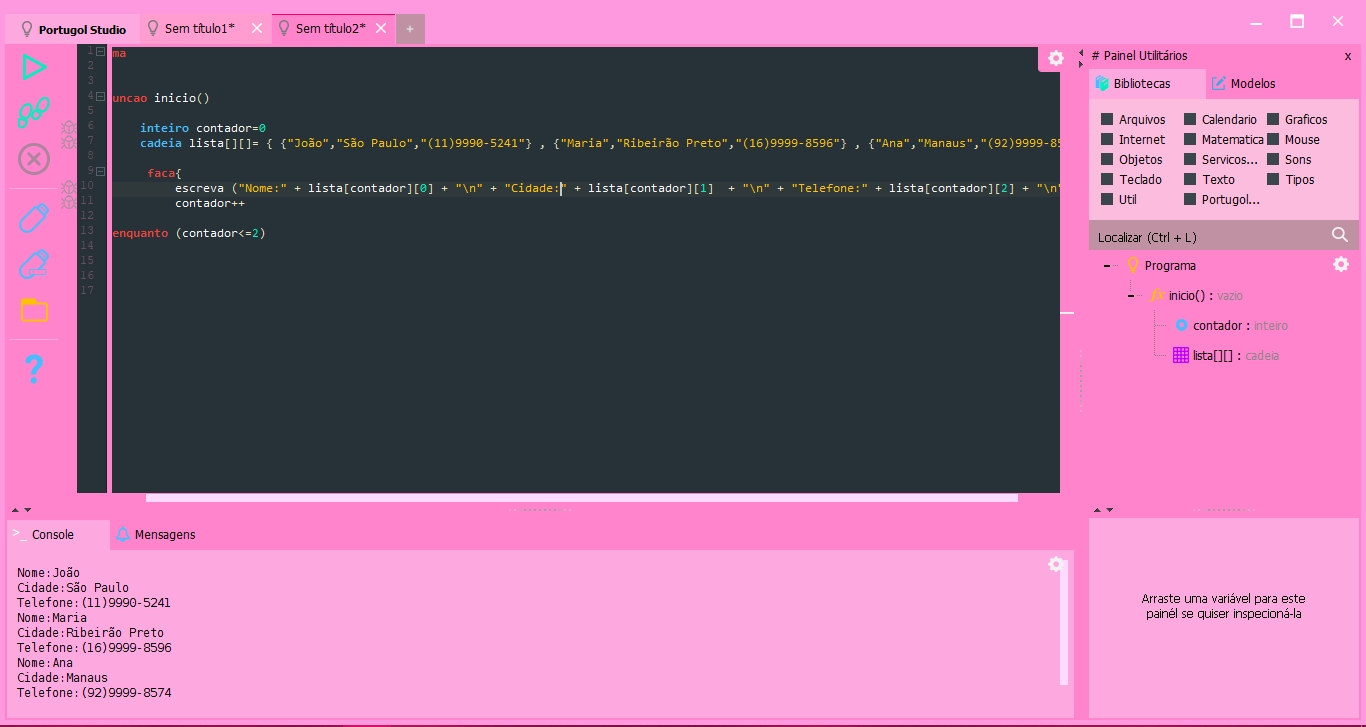 Portugol Studio
Sem título1*
Sem título2*
+
1 ma
2
3
4 uncao inicio()
5
6 inteiro contador=0
7 cadeia lista[][]= { {"João","São Paulo","(11)9990-5241"} , {"Maria","Ribeirão Preto","(16)9999-8596"} , {"Ana","Manaus","(92)9999-85
8
9 faca{
10 escreva ("Nome:" + lista[contador][0] + "\n" + "Cidade:" + lista[contador][1]  + "\n" + "Telefone:" + lista[contador][2] + "\n"
11 contador++
12
13 enquanto (contador<=2)
14
15
16
17
# Painel Utilitários x
Bibliotecas Modelos
Arquivos Calendario Graficos
Internet Matematica Mouse
Objetos Servicos... Sons
Teclado Texto Tipos
Util Portugol...
Localizar (Ctrl + L)
Programa
fx inicio() : vazio
contador : inteiro
lista[][] : cadeia
>_ Console Mensagens
Nome:João
Cidade:São Paulo
Telefone:(11)9990-5241
Nome:Maria
Cidade:Ribeirão Preto
Telefone:(16)9999-8596
Nome:Ana
Cidade:Manaus
Telefone:(92)9999-8574
Arraste uma variável para este
painél se quiser inspecioná-la